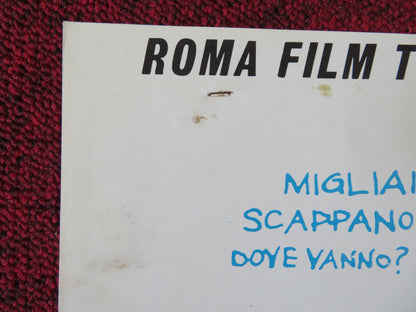 ROMA FILM T
MIGLIAI
SCAPPANO
DOVE VANNO?